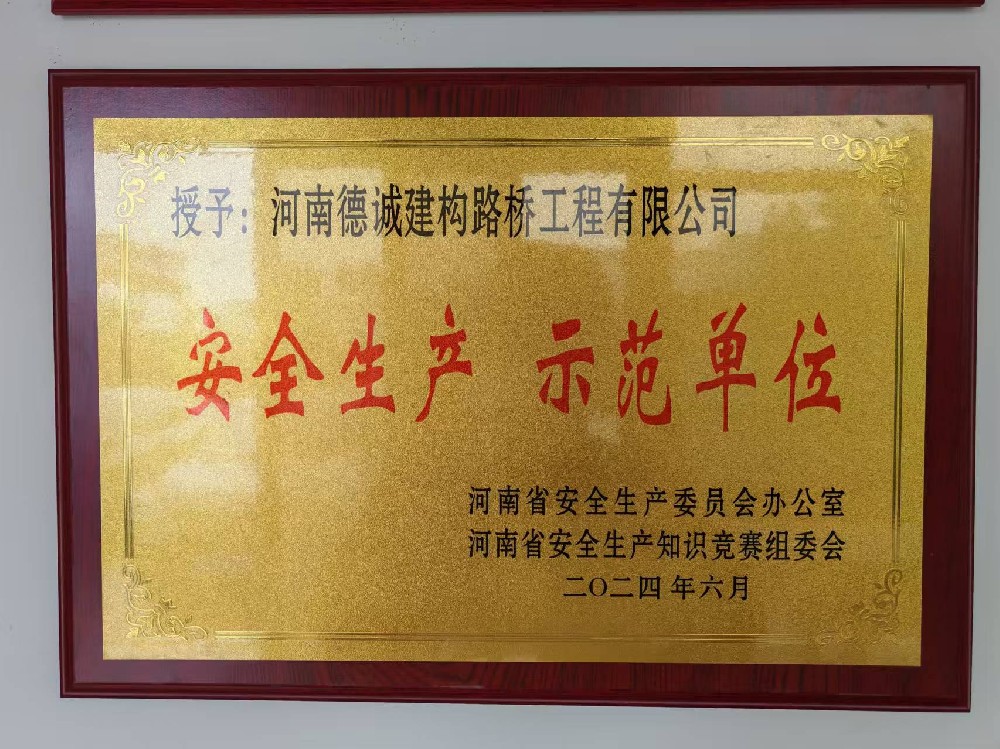 授予：河南德诚建构路桥工程有限公司
安全生产 示范单位
河南省安全生产委员会办公室
河南省安全生产知识竞赛组委会
二〇二四年六月